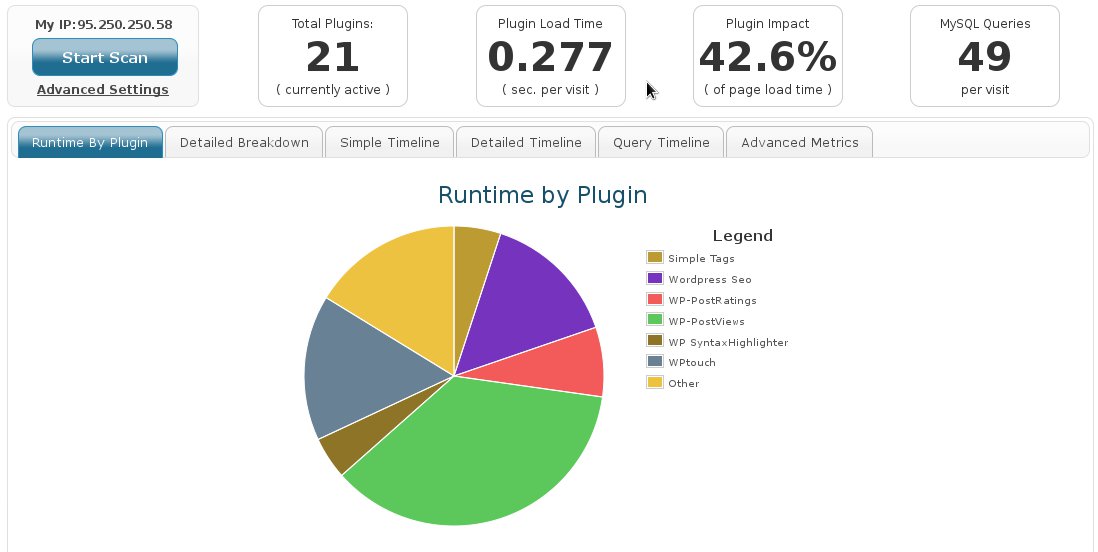 My IP:95.250.250.58
Start Scan
Advanced Settings
Total Plugins:
21
( currently active )
Plugin Load Time
0.277
( sec. per visit )
Plugin Impact
42.6%
( of page load time )
MySQL Queries
49
per visit
Runtime By Plugin
Detailed Breakdown
Simple Timeline
Detailed Timeline
Query Timeline
Advanced Metrics
Runtime by Plugin
Legend
Simple Tags
Wordpress Seo
WP-PostRatings
WP-PostViews
WP SyntaxHighlighter
WPtouch
Other